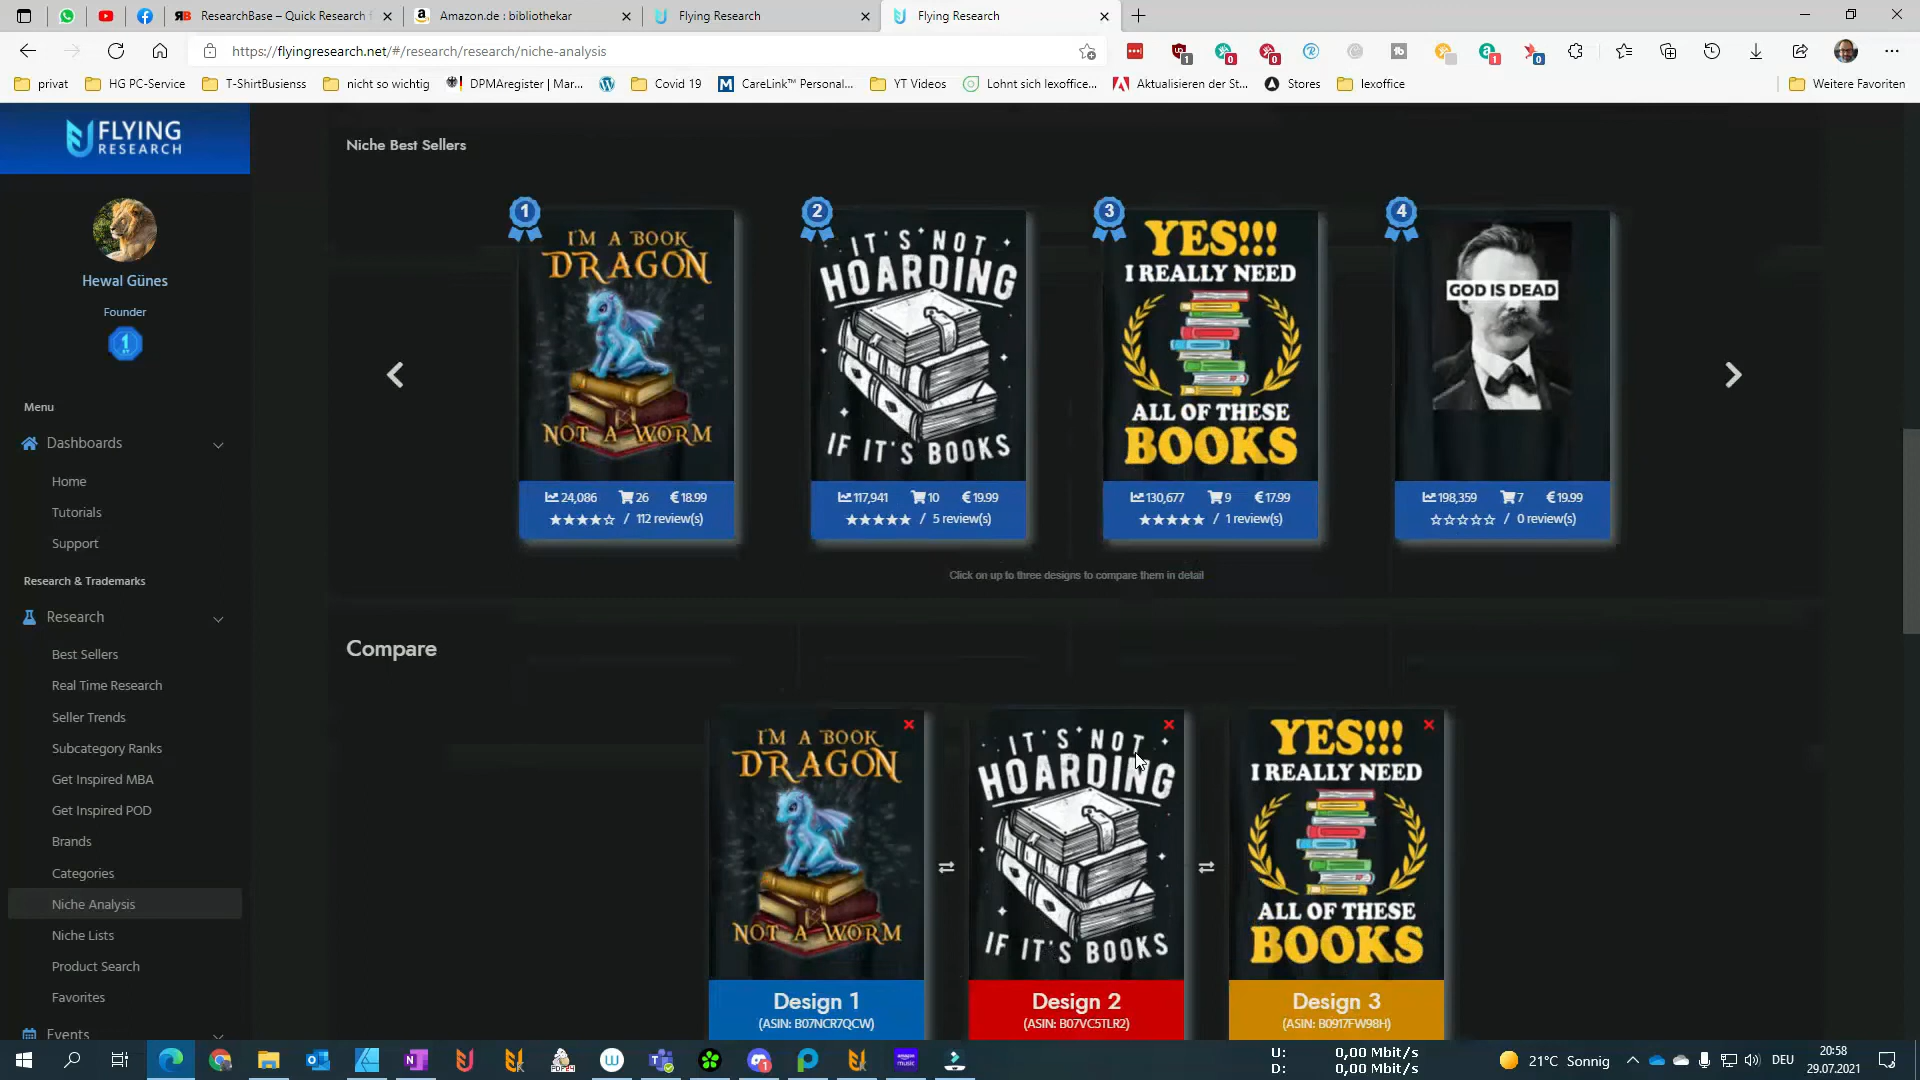 ResearchBase – Quick Research f
Amazon.de : bibliothekar
Flying Research
Flying Research
https://flyingresearch.net/#/research/research/niche-analysis
privat
HG PC-Service
T-ShirtBusienss
nicht so wichtig
DPMAregister | Mar...
Covid 19
CareLink™ Personal...
YT Videos
Lohnt sich lexoffice...
Aktualisieren der St...
Stores
lexoffice
Weitere Favoriten
FLYING
RESEARCH
Hewal Günes
Founder
1
Menu
Dashboards
Home
Tutorials
Support
Research & Trademarks
Research
Best Sellers
Real Time Research
Seller Trends
Subcategory Ranks
Get Inspired MBA
Get Inspired POD
Brands
Categories
Niche Analysis
Niche Lists
Product Search
Favorites
Events
Niche Best Sellers
1
I'M A BOOK
DRAGON
NOT A WORM
24,086 26 €18.99
/ 112 review(s)
2
IT'S NOT
HOARDING
IF IT'S BOOKS
117,941 10 €19.99
/ 5 review(s)
3
YES!!!
I REALLY NEED
ALL OF THESE
BOOKS
130,677 9 €17.99
/ 1 review(s)
4
GOD IS DEAD
198,359 7 €19.99
/ 0 review(s)
Click on up to three designs to compare them in detail
Compare
I'M A BOOK
DRAGON
NOT A WORM
Design 1
(ASIN: B07NCR7QCW)
IT'S NOT
HOARDING
IF IT'S BOOKS
Design 2
(ASIN: B07VC5TLR2)
YES!!!
I REALLY NEED
ALL OF THESE
BOOKS
Design 3
(ASIN: B0917FW98H)
U: 0,00 Mbit/s
D: 0,00 Mbit/s
21°C Sonnig
DEU
20:58
29.07.2021